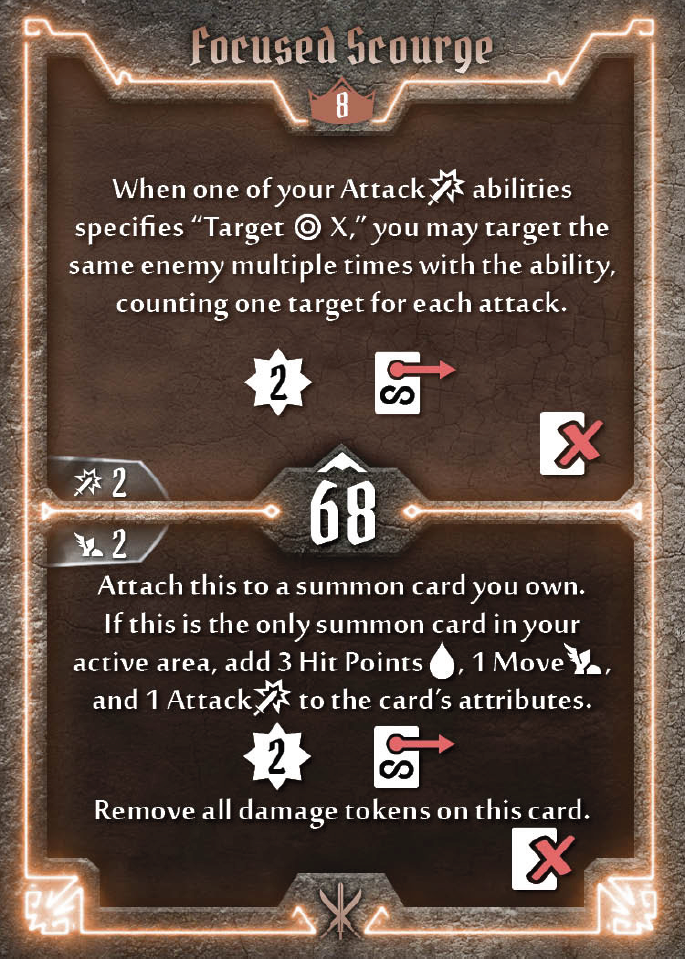 Focused Scourge
8
When one of your Attack abilities
specifies “Target X,” you may target the
same enemy multiple times with the ability,
counting one target for each attack.
2
2
68
2
Attach this to a summon card you own.
If this is the only summon card in your
active area, add 3 Hit Points , 1 Move ,
and 1 Attack to the card’s attributes.
2
Remove all damage tokens on this card.